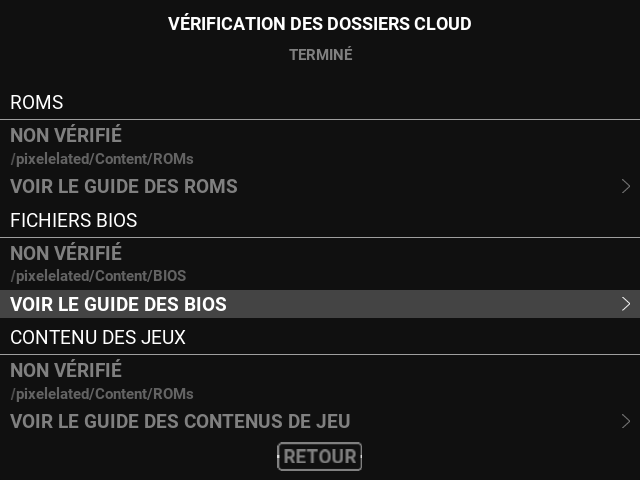 VÉRIFICATION DES DOSSIERS CLOUD
TERMINÉ
ROMS
NON VÉRIFIÉ
/pixelelated/Content/ROMs
VOIR LE GUIDE DES ROMS
FICHIERS BIOS
NON VÉRIFIÉ
/pixelelated/Content/BIOS
VOIR LE GUIDE DES BIOS
CONTENU DES JEUX
NON VÉRIFIÉ
/pixelelated/Content/ROMs
VOIR LE GUIDE DES CONTENUS DE JEU
RETOUR